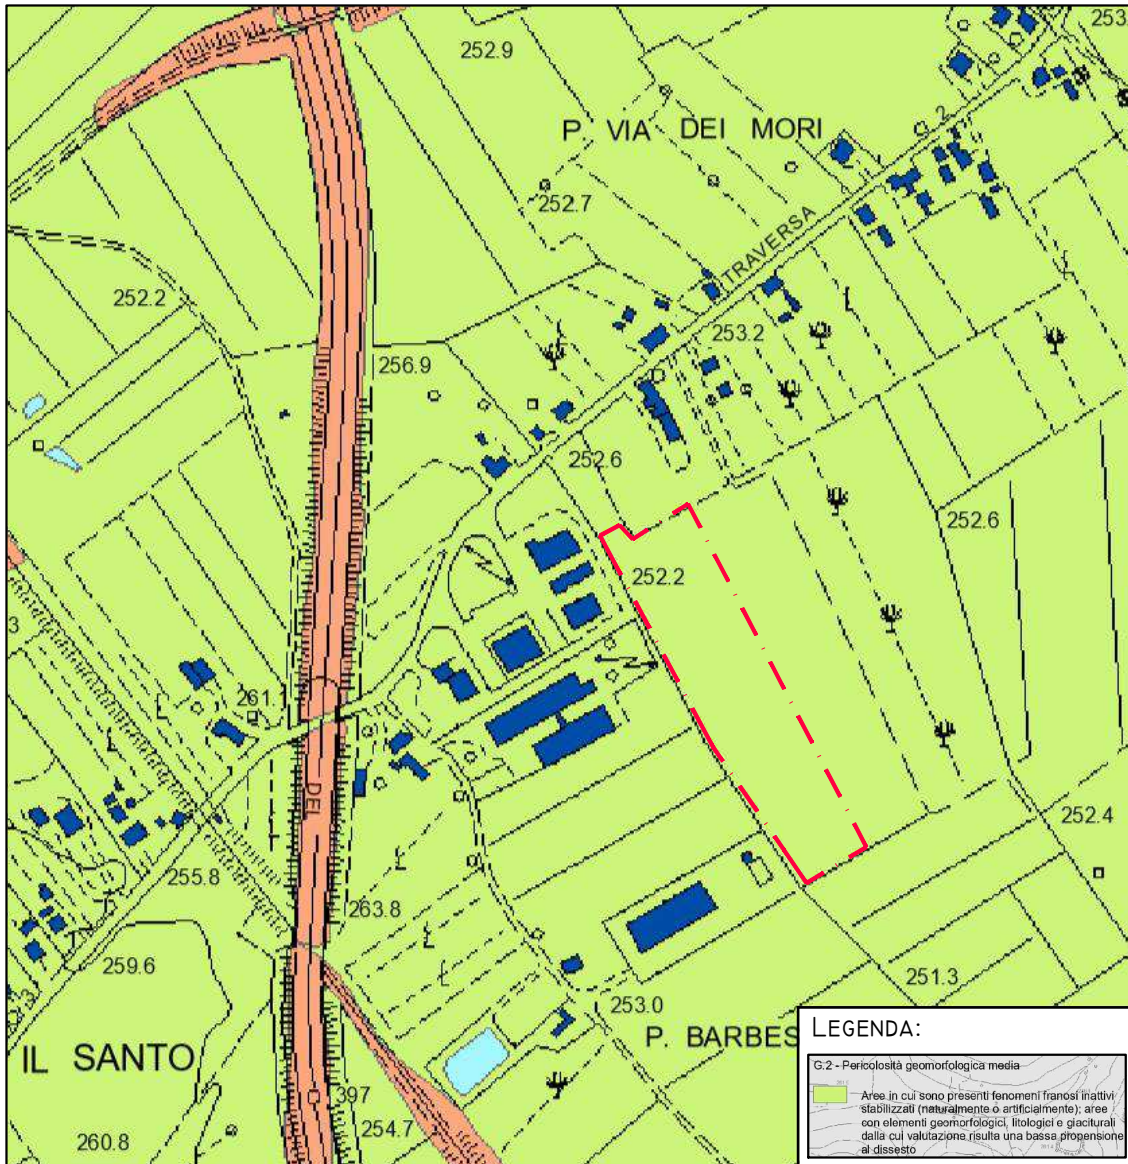 253.
252.9
P. VIA DEI MORI
2
252.7
TRAVERSA
252.2
253.2
256.9
252.6
252.6
252.2
3
261.1
DEL
252.4
255.8
263.8
259.6
251.3
253.0
3
IL SANTO
P. BARBES
397
254.7
260.8
LEGENDA:
G.2 - Pericolosità geomorfologica media
Aree in cui sono presenti fenomeni franosi inattivi
stabilizzati (naturalmente o artificialmente); aree
con elementi geomorfologici, litologici e giaciturali
dalla cui valutazione risulta una bassa propensione
al dissesto